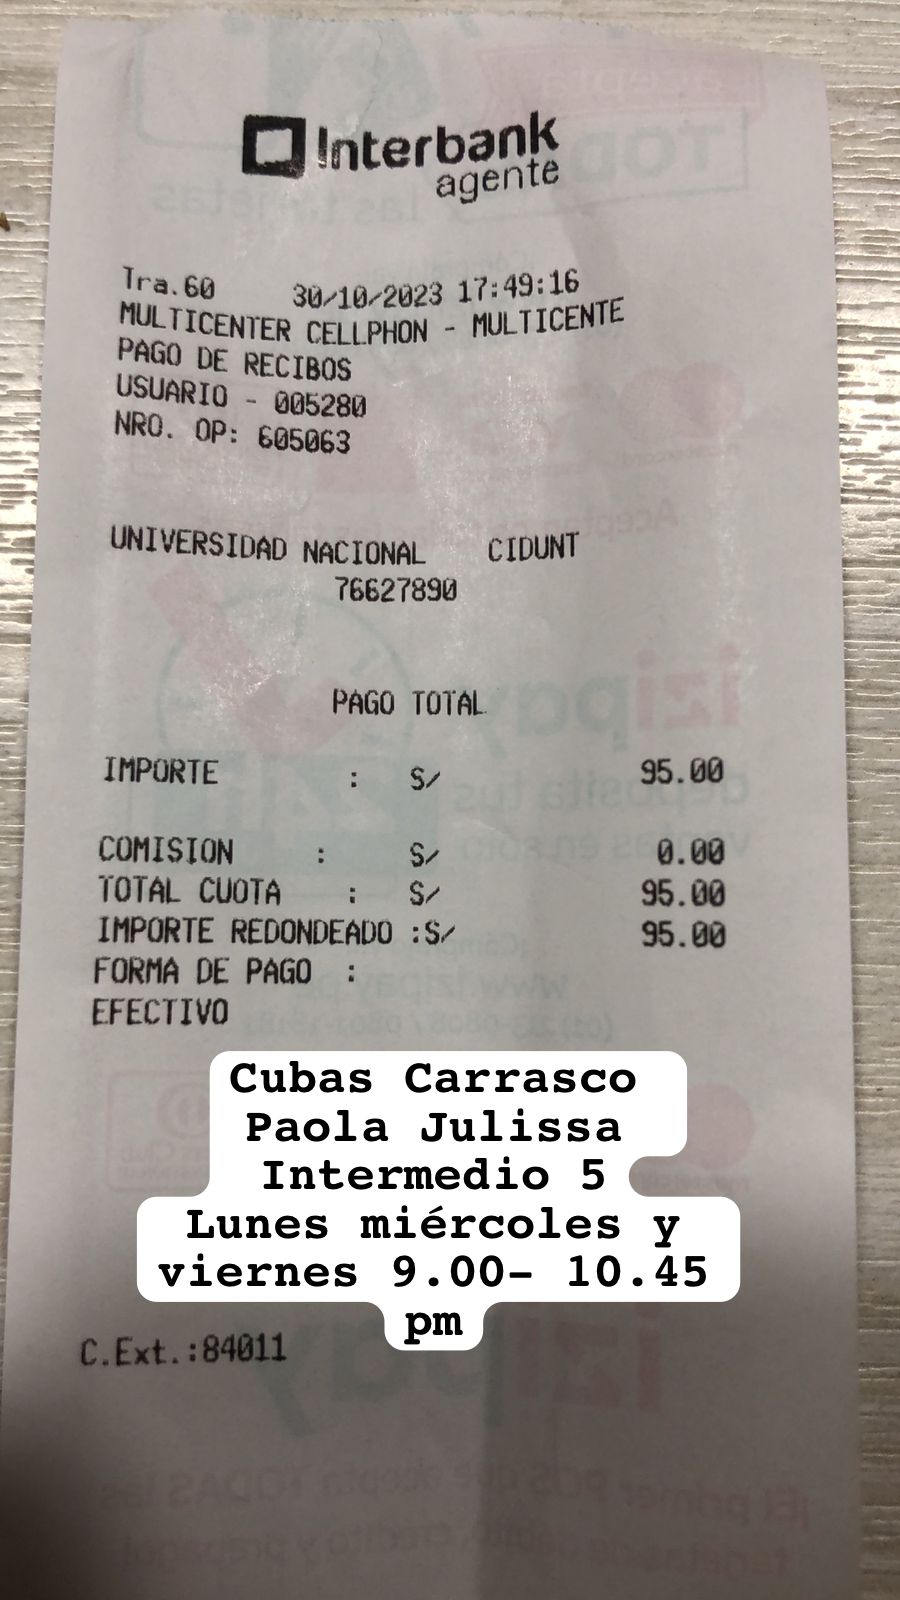 Interbank
agente
Tra.60 30/10/2023 17:49:16
MULTICENTER CELLPHON - MULTICENTE
PAGO DE RECIBOS
USUARIO - 005280
NRO. OP: 605063
UNIVERSIDAD NACIONAL CIDUNT
76627890
PAGO TOTAL
IMPORTE : S/ 95.00
COMISION : S/ 0.00
TOTAL CUOTA : S/ 95.00
IMPORTE REDONDEADO :S/ 95.00
FORMA DE PAGO :
EFECTIVO
Cubas Carrasco
Paola Julissa
Intermedio 5
Lunes miércoles y
viernes 9.00- 10.45
pm
C.Ext.:84011